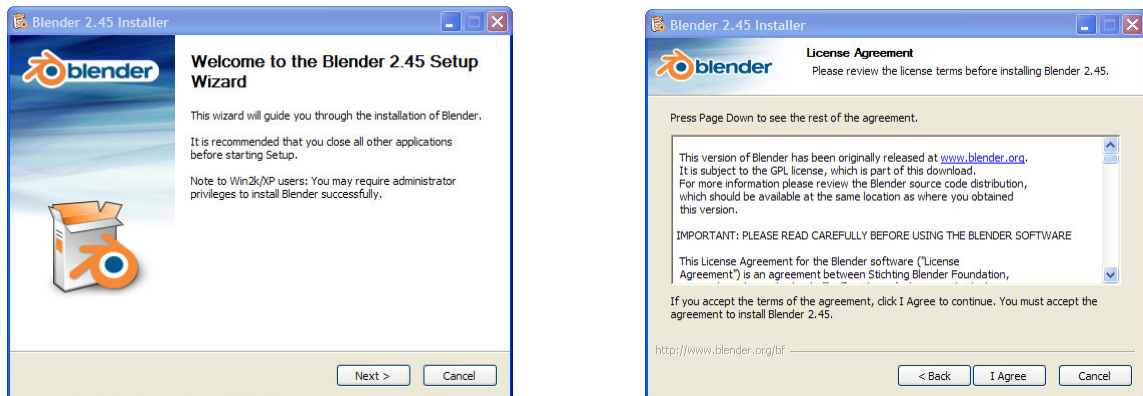 Blender 2.45 Installer
blender
Welcome to the Blender 2.45 Setup
Wizard
This wizard will guide you through the installation of Blender.
It is recommended that you close all other applications
before starting Setup.
Note to Win2k/XP users: You may require administrator
privileges to install Blender successfully.
Next >
Cancel
Blender 2.45 Installer
blender
License Agreement
Please review the license terms before installing Blender 2.45.
Press Page Down to see the rest of the agreement.
This version of Blender has been originally released at www.blender.org.
It is subject to the GPL license, which is part of this download.
For more information please review the Blender source code distribution,
which should be available at the same location as where you obtained
this version.
IMPORTANT: PLEASE READ CAREFULLY BEFORE USING THE BLENDER SOFTWARE
This License Agreement for the Blender software ("License
Agreement") is an agreement between Stichting Blender Foundation,
If you accept the terms of the agreement, click I Agree to continue. You must accept the
agreement to install Blender 2.45.
http://www.blender.org/bf
< Back
I Agree
Cancel